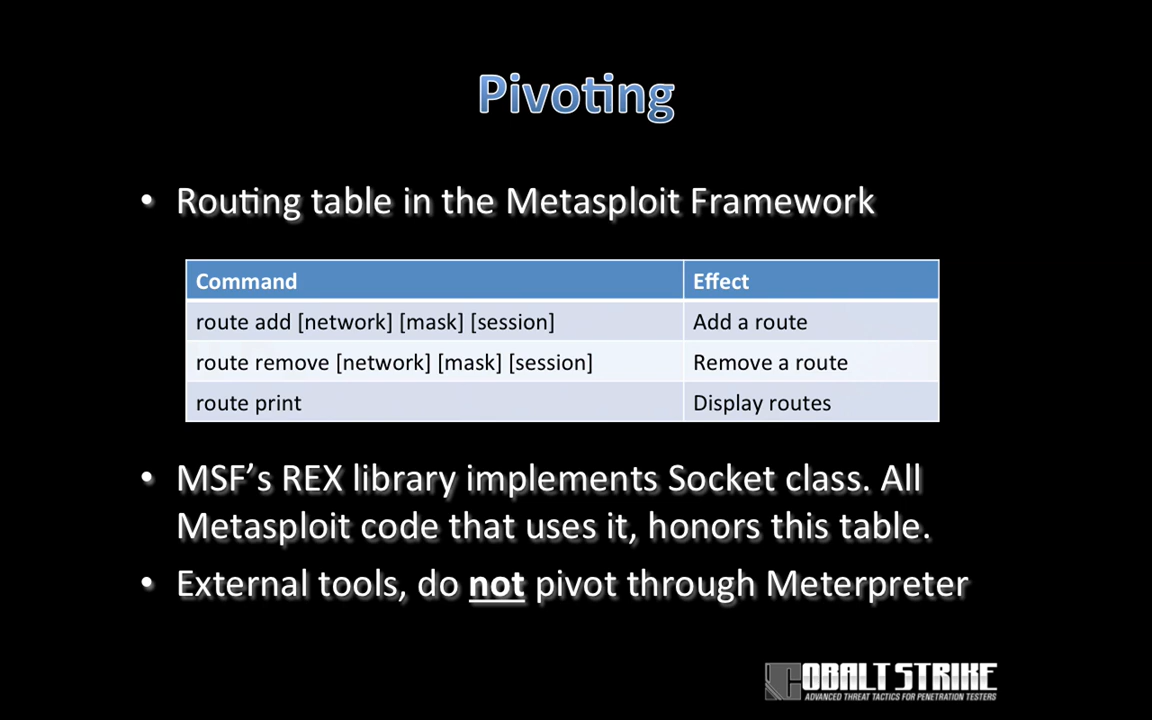 Pivoting
• Routing table in the Metasploit Framework
Command Effect
route add [network] [mask] [session] Add a route
route remove [network] [mask] [session] Remove a route
route print Display routes
• MSF’s REX library implements Socket class. All
Metasploit code that uses it, honors this table.
• External tools, do not pivot through Meterpreter
COBALT STRIKE
ADVANCED THREAT TACTICS FOR PENETRATION TESTERS